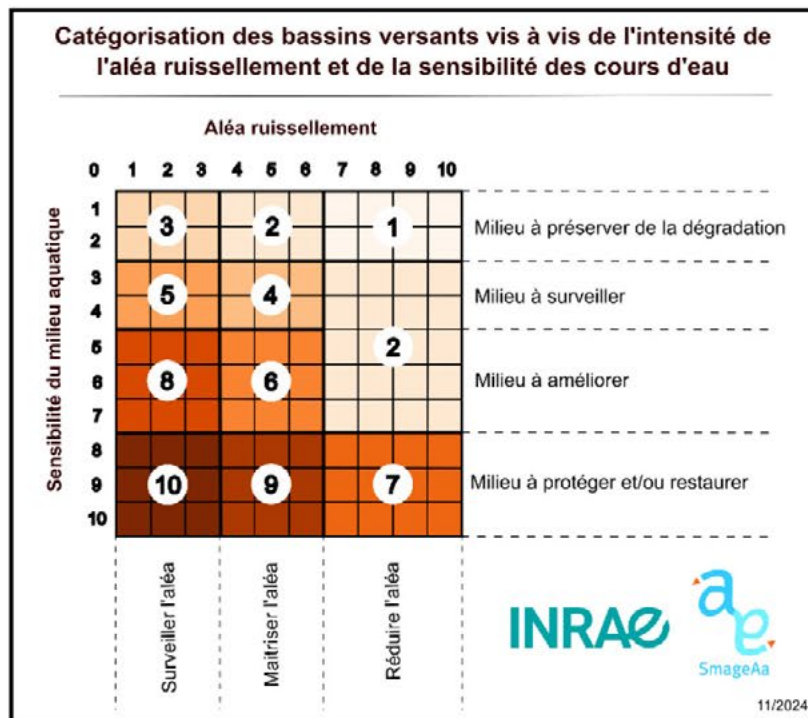 Catégorisation des bassins versants vis à vis de l'intensité de
l'aléa ruissellement et de la sensibilité des cours d'eau
Aléa ruissellement
0 1 2 3 4 5 6 7 8 9 10
Sensibilité du milieu aquatique
1
2
3
4
5
6
7
8
9
10
3 2 1
5 4
2
8 6
10 9 7
Milieu à préserver de la dégradation
Milieu à surveiller
Milieu à améliorer
Milieu à protéger et/ou restaurer
Surveiller l'aléa
Maitriser l'aléa
Réduire l'aléa
INRAE
ae
SmageAa
11/2024